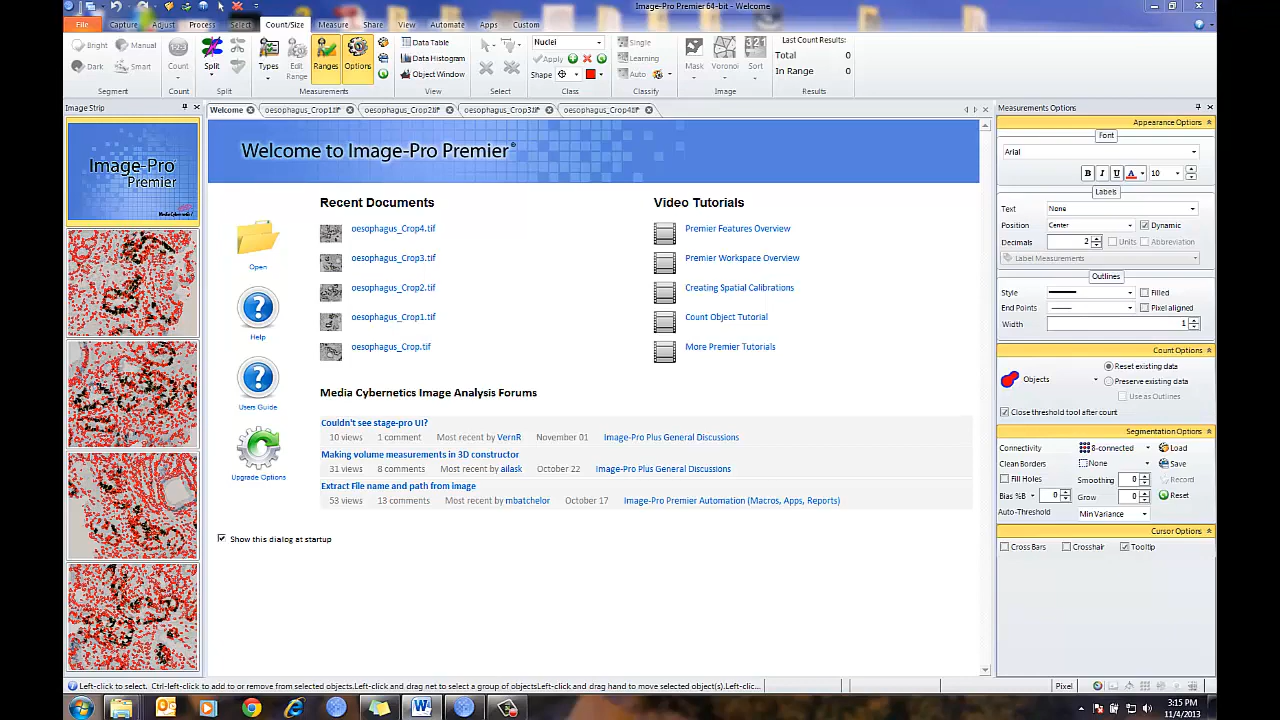 Image-Pro Premier 64-bit - Welcome
File Capture Adjust Process Select Count/Size Measure Share View Automate Apps Custom
Bright Manual Count Split Types Edit Range Ranges Options Data Table Nuclei Single Mask Voronoi Sort Last Count Results:
Data Histogram Apply Learning Total 0
Dark Smart Object Window Shape Auto In Range 0
Segment Count Split Measurements View Select Class Classify Image Results
Image Strip
Welcome oesophagus_Crop1.tif oesophagus_Crop2.tif oesophagus_Crop3.tif oesophagus_Crop4.tif
Measurements Options
Image-Pro Premier
Welcome to Image-Pro Premier®
Recent Documents
oesophagus_Crop4.tif
oesophagus_Crop3.tif
oesophagus_Crop2.tif
oesophagus_Crop1.tif
oesophagus_Crop.tif
Video Tutorials
Premier Features Overview
Premier Workspace Overview
Creating Spatial Calibrations
Count Object Tutorial
More Premier Tutorials
Open
Help
Users Guide
Upgrade Options
Media Cybernetics Image Analysis Forums
Couldn't see stage-pro UI?
10 views 1 comment Most recent by VernR November 01 Image-Pro Plus General Discussions
Making volume measurements in 3D constructor
31 views 8 comments Most recent by ailask October 22 Image-Pro Plus General Discussions
Extract File name and path from image
53 views 13 comments Most recent by mbatchelor October 17 Image-Pro Premier Automation (Macros, Apps, Reports)
Show this dialog at startup
Appearance Options
Font
Arial
B I U A 10
Labels
Text None
Position Center Dynamic
Decimals 2 Units Abbreviation
Label Measurements
Outlines
Style Filled
End Points Pixel aligned
Width 1
Count Options
Reset existing data
Objects Preserve existing data
Use as Outlines
Close threshold tool after count
Segmentation Options
Connectivity 8-connected Load
Clean Borders None Save
Fill Holes Smoothing 0 Record
Bias %B 0 Grow 0 Reset
Auto-Threshold MinVariance
Cursor Options
Cross Bars Crosshair Tooltip
Left-click to select. Ctrl-left-click to add to or remove from selected objects.Left-click and drag net to select a group of objectsLeft-click and drag hand to move selected object(s).Left-clic...
Pixel
3:15 PM
11/4/2013